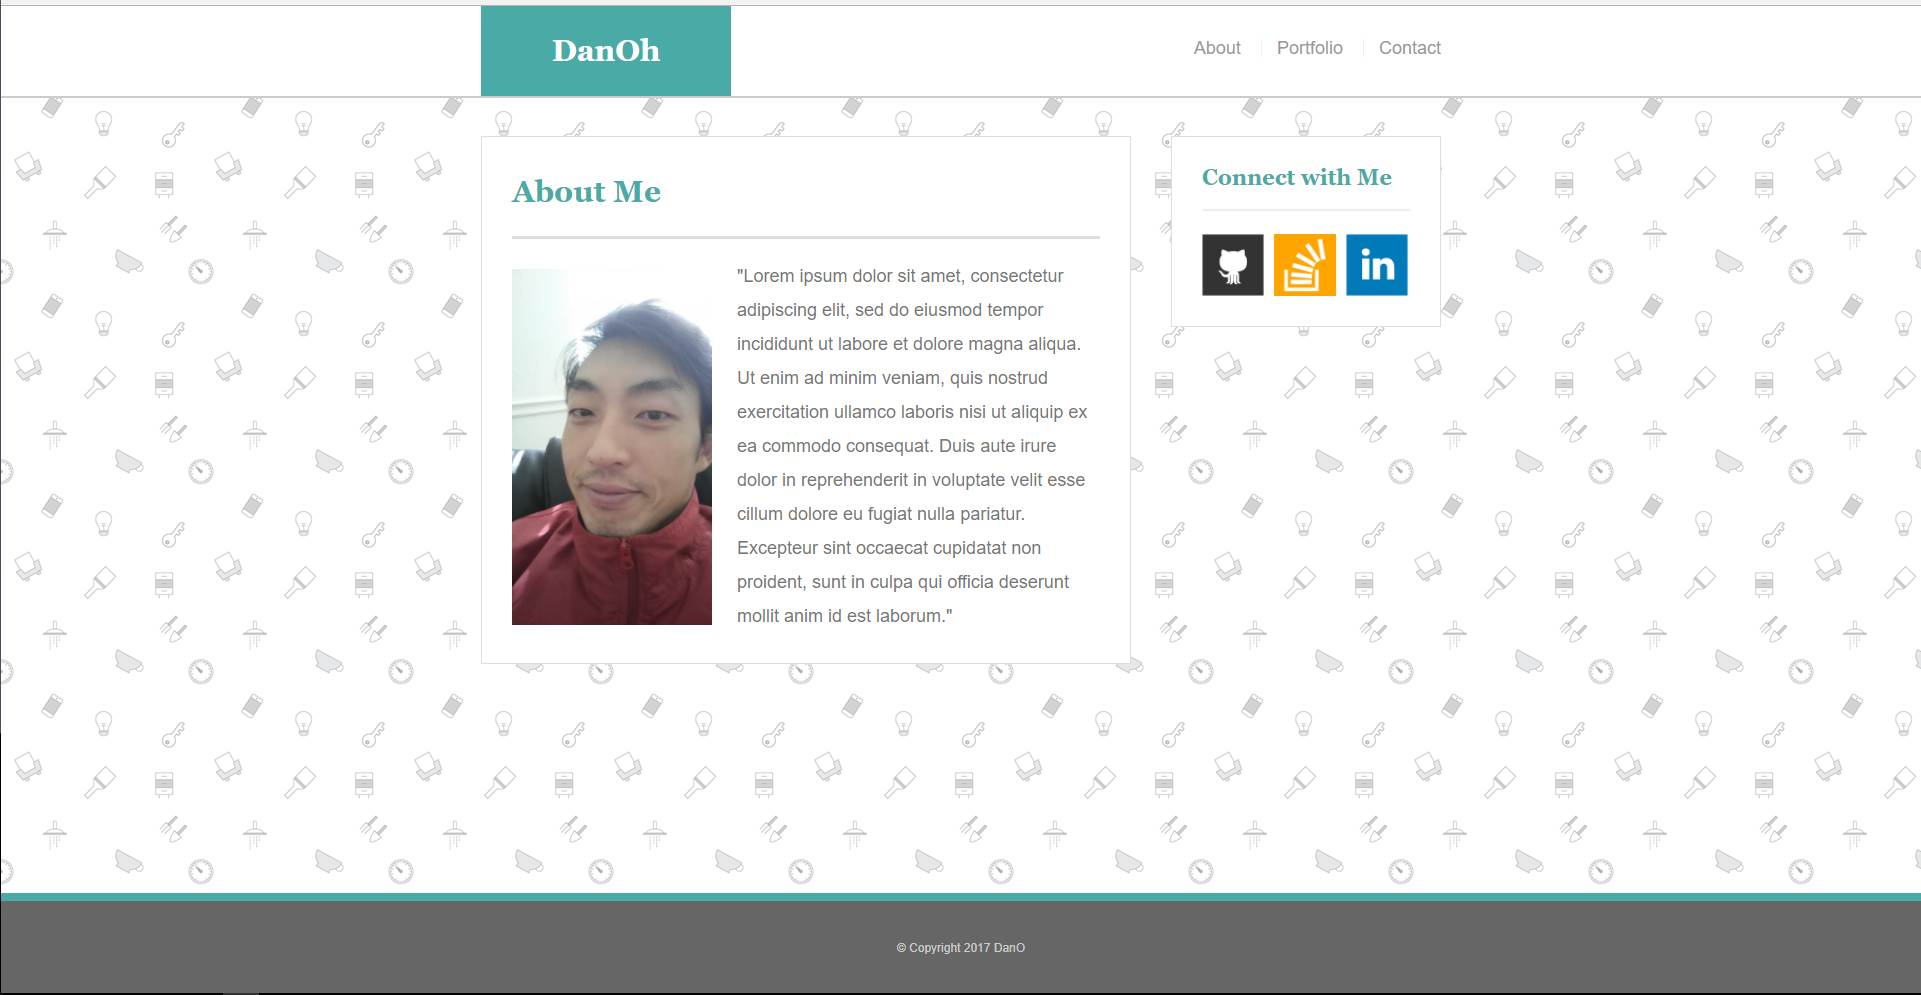 DanOh
About
Portfolio
Contact
About Me
"Lorem ipsum dolor sit amet, consectetur
adipiscing elit, sed do eiusmod tempor
incididunt ut labore et dolore magna aliqua.
Ut enim ad minim veniam, quis nostrud
exercitation ullamco laboris nisi ut aliquip ex
ea commodo consequat. Duis aute irure
dolor in reprehenderit in voluptate velit esse
cillum dolore eu fugiat nulla pariatur.
Excepteur sint occaecat cupidatat non
proident, sunt in culpa qui officia deserunt
mollit anim id est laborum."
Connect with Me
in
© Copyright 2017 DanO